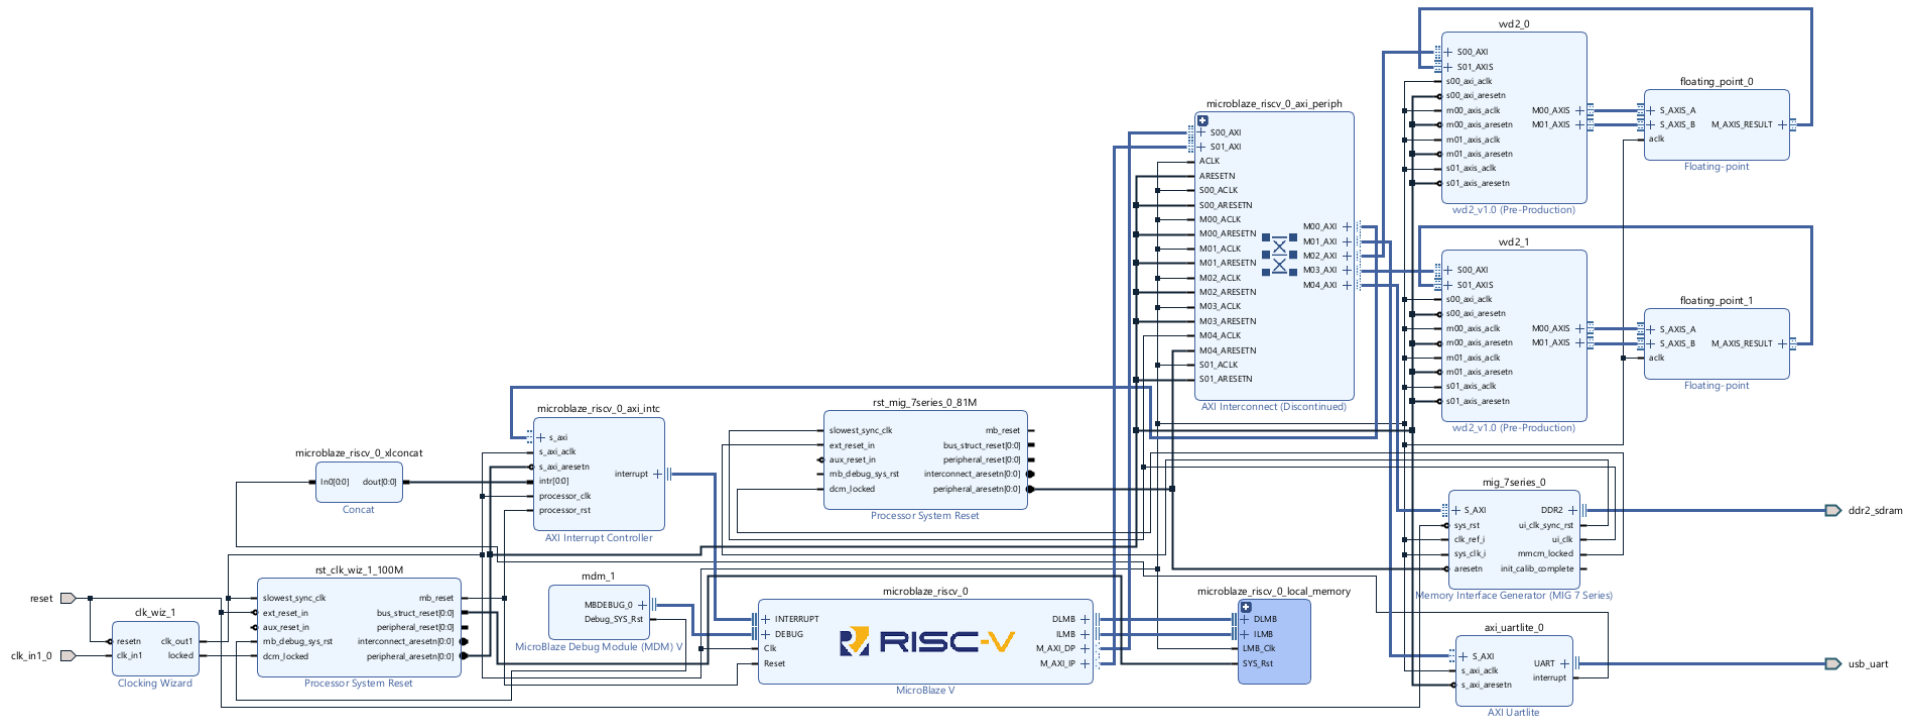 reset
clk_in1_0
clk_wiz_1
resetn
clk_in1
clk_out1
locked
Clocking Wizard
rst_clk_wiz_1_100M
slowest_sync_clk
ext_reset_in
aux_reset_in
mb_debug_sys_rst
dcm_locked
mb_reset
bus_struct_reset[0:0]
peripheral_reset[0:0]
interconnect_aresetn[0:0]
peripheral_aresetn[0:0]
Processor System Reset
microblaze_riscv_0_xlconcat
In0[0:0]
dout[0:0]
Concat
microblaze_riscv_0_axi_intc
s_axi
s_axi_aclk
s_axi_aresetn
intr[0:0]
processor_clk
processor_rst
interrupt
AXI Interrupt Controller
mdm_1
MBDEBUG_0
Debug_SYS_Rst
MicroBlaze Debug Module (MDM) V
rst_mig_7series_0_81M
slowest_sync_clk
ext_reset_in
aux_reset_in
mb_debug_sys_rst
dcm_locked
mb_reset
bus_struct_reset[0:0]
peripheral_reset[0:0]
interconnect_aresetn[0:0]
peripheral_aresetn[0:0]
Processor System Reset
microblaze_riscv_0
INTERRUPT
DEBUG
Clk
Reset
RISC-V
DLMB
ILMB
M_AXI_DP
M_AXI_IP
MicroBlaze V
microblaze_riscv_0_local_memory
DLMB
ILMB
LMB_Clk
SYS_Rst
microblaze_riscv_0_axi_periph
S00_AXI
S01_AXI
ACLK
ARESETN
S00_ACLK
S00_ARESETN
M00_ACLK
M00_ARESETN
M01_ACLK
M01_ARESETN
M02_ACLK
M02_ARESETN
M03_ACLK
M03_ARESETN
M04_ACLK
M04_ARESETN
S01_ACLK
S01_ARESETN
M00_AXI
M01_AXI
M02_AXI
M03_AXI
M04_AXI
AXI Interconnect (Discontinued)
vvd2_0
S00_AXI
S01_AXIS
s00_axi_aclk
s00_axi_aresetn
m00_axis_aclk
m00_axis_aresetn
m01_axis_aclk
m01_axis_aresetn
s01_axis_aclk
s01_axis_aresetn
M00_AXIS
M01_AXIS
vvd2_v1.0 (Pre-Production)
floating_point_0
S_AXIS_A
S_AXIS_B
aclk
M_AXIS_RESULT
Floating-point
vvd2_1
S00_AXI
S01_AXIS
s00_axi_aclk
s00_axi_aresetn
m00_axis_aclk
m00_axis_aresetn
m01_axis_aclk
m01_axis_aresetn
s01_axis_aclk
s01_axis_aresetn
M00_AXIS
M01_AXIS
vvd2_v1.0 (Pre-Production)
floating_point_1
S_AXIS_A
S_AXIS_B
aclk
M_AXIS_RESULT
Floating-point
mig_7series_0
S_AXI
sys_rst
clk_ref_i
sys_clk_i
aresetn
DDR2
ui_clk_sync_rst
ui_clk
mmcm_locked
init_calib_complete
Memory Interface Generator (MIG 7 Series)
axi_uartlite_0
S_AXI
s_axi_aclk
s_axi_aresetn
UART
interrupt
AXI Uartlite
ddr2_sdram
usb_uart